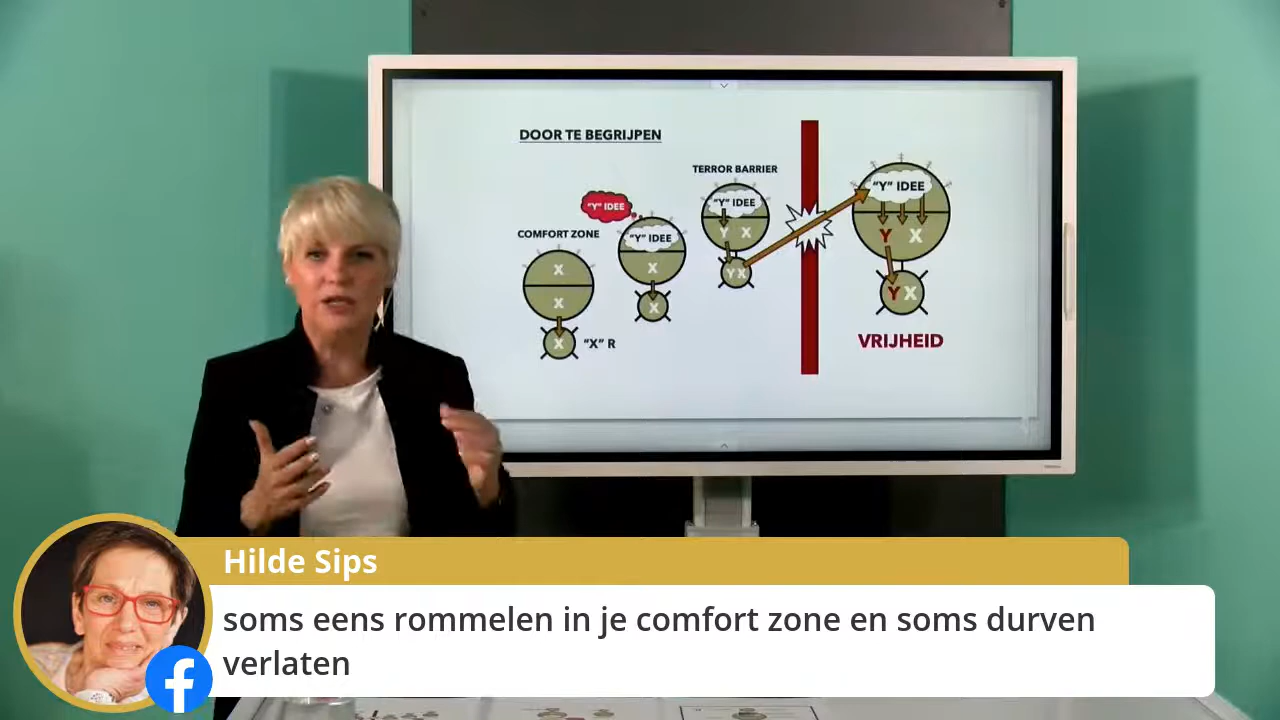 DOOR TE BEGRIJPEN
TERROR BARRIER
"Y" IDEE
"Y" IDEE
"Y" IDEE
"Y" IDEE
COMFORT ZONE
Y X
Y X
X
X
Y X
X
X
Y X
X "X" R
VRIJHEID
Hilde Sips
soms eens rommelen in je comfort zone en soms durven
verlaten